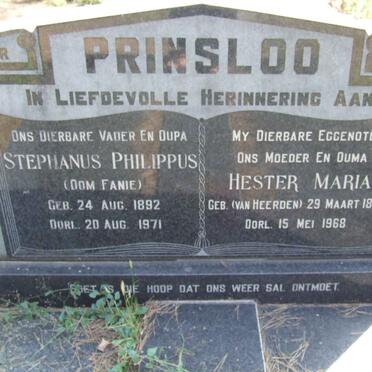 PRINSLOO
IN LIEFDEVOLLE HERINNERING AAN
ONS DIERBARE VADER EN OUPA
STEPHANUS PHILIPPUS
(OOM FANIE)
GEB. 24 AUG. 1892
OORL. 20 AUG. 1971
MY DIERBARE EGGENOTE
ONS MOEDER EN OUMA
HESTER MARIA
GEB. (VAN HEERDEN) 29 MAART
OORL. 15 MEI 1968
SOET IS DIE HOOP DAT ONS WEER SAL ONTMOET.